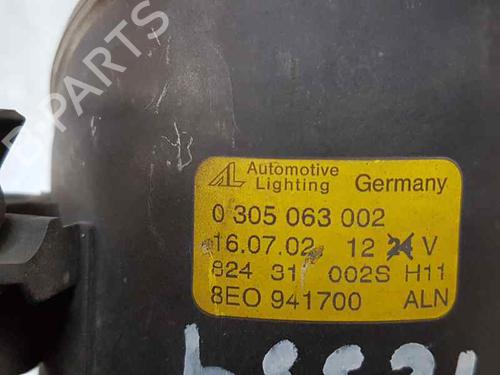 B-PARTS
AL Automotive Lighting Germany
0 305 063 002
16.07.02 12 24 V
824 31 002S H11
8EO 941700 ALN